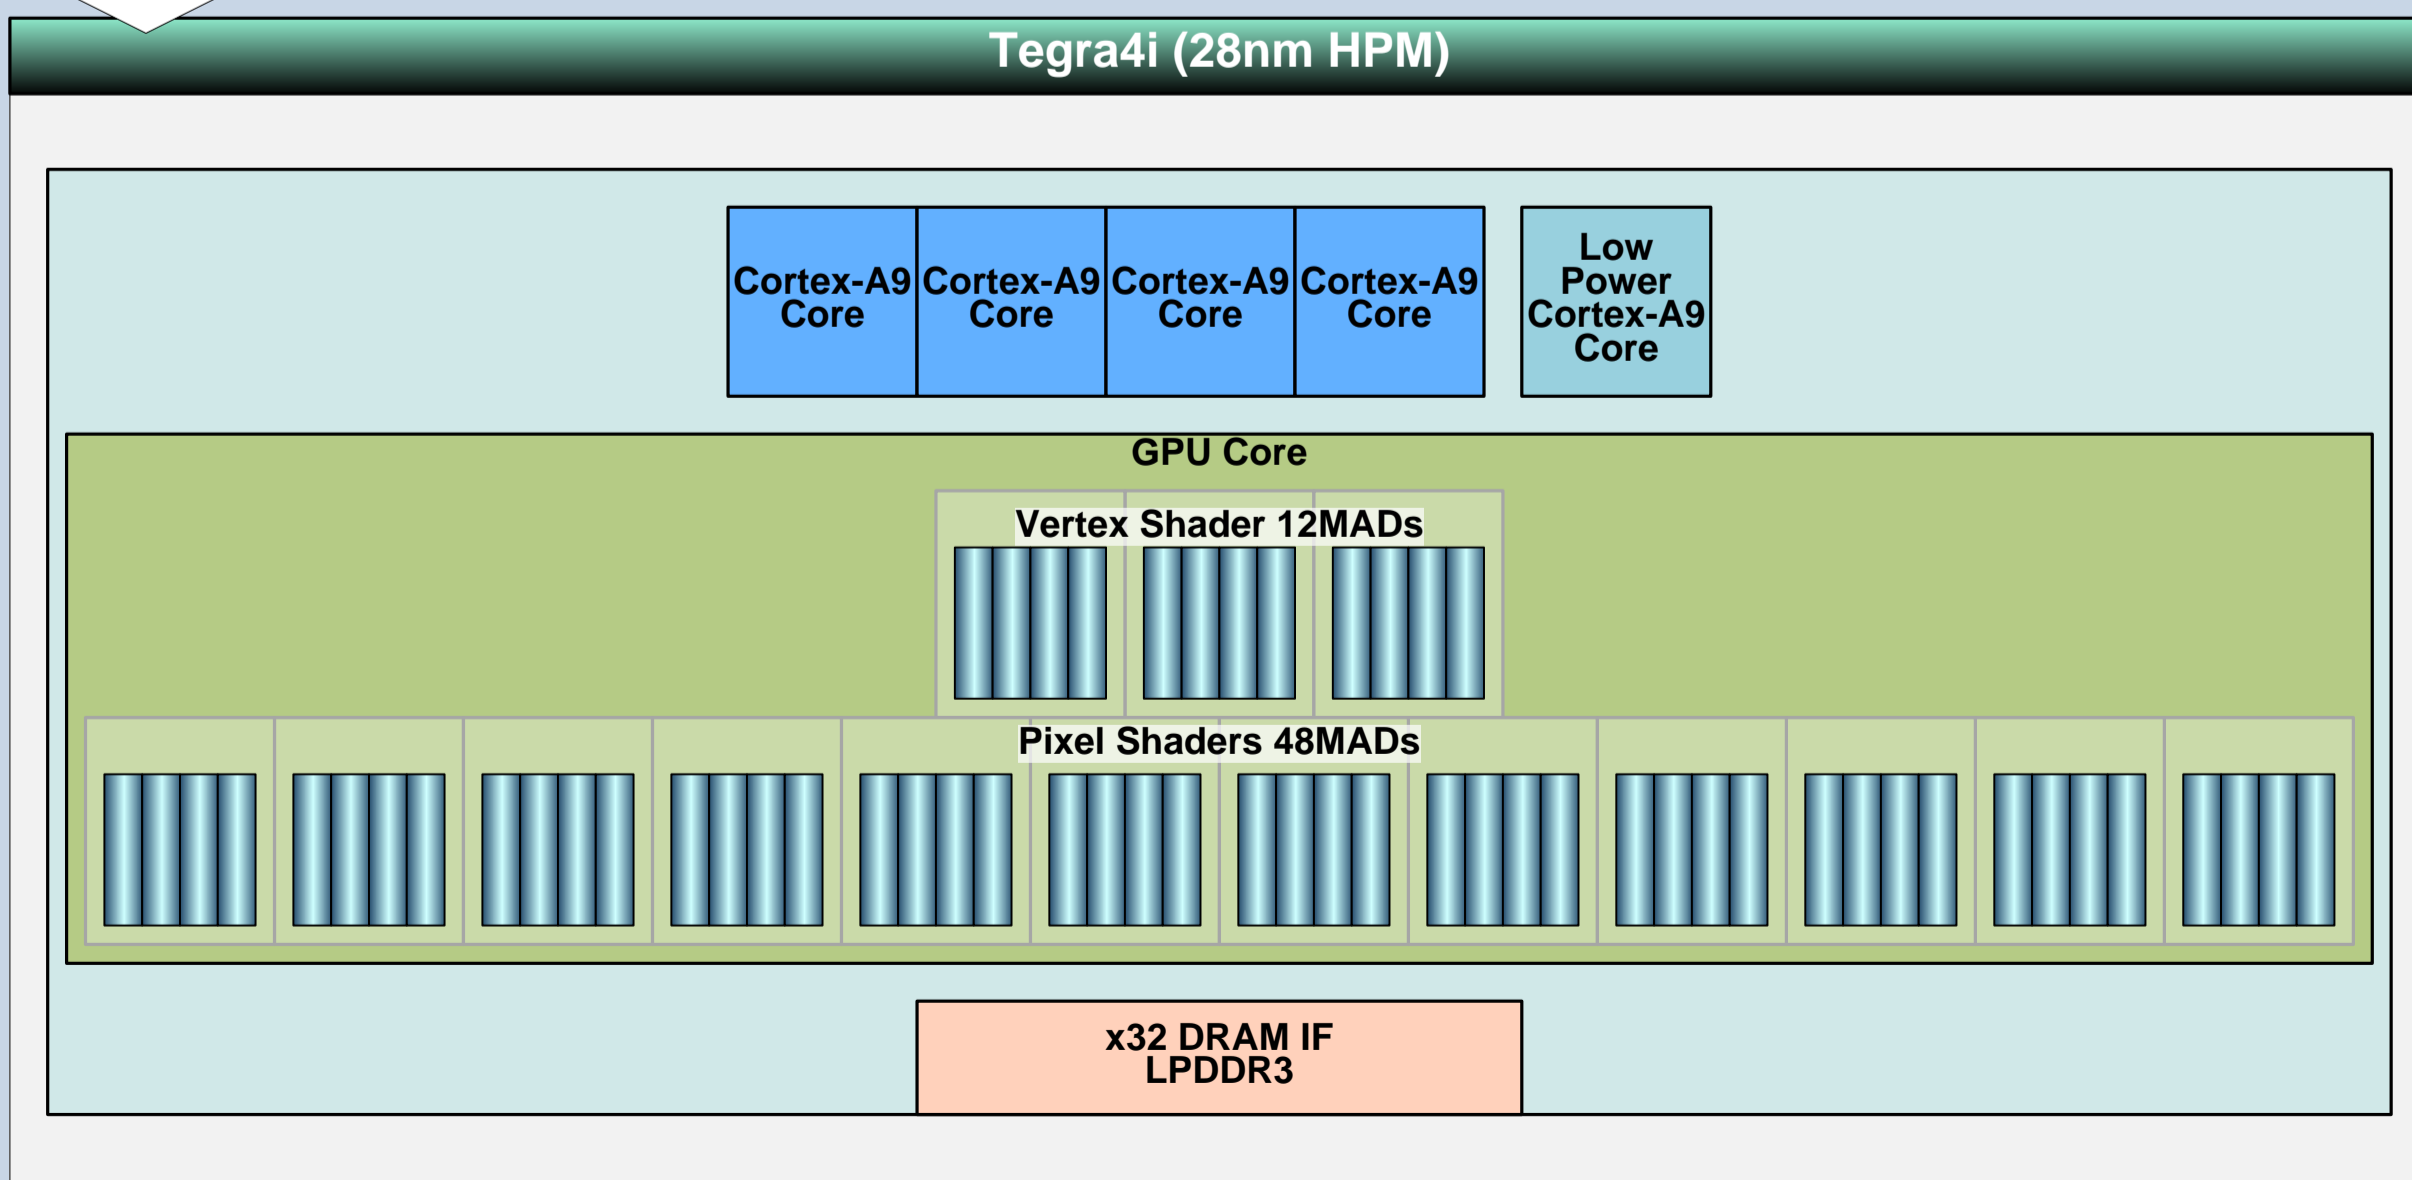 Tegra4i (28nm HPM)
Cortex-A9
Core
Cortex-A9
Core
Cortex-A9
Core
Cortex-A9
Core
Low
Power
Cortex-A9
Core
GPU Core
Vertex Shader 12MADs
Pixel Shaders 48MADs
x32 DRAM IF
LPDDR3